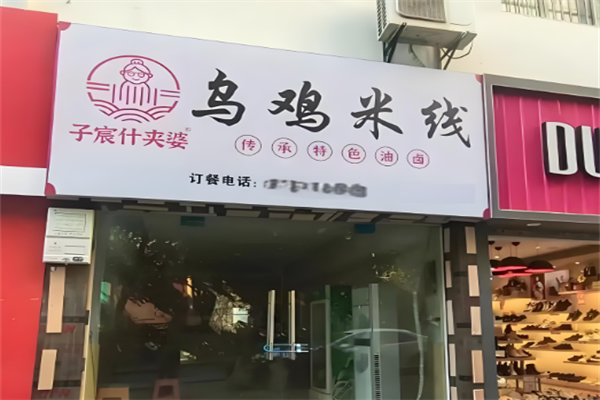 乌鸡米线
子宸什夹婆®
传承特色油卤
订餐电话:
DU